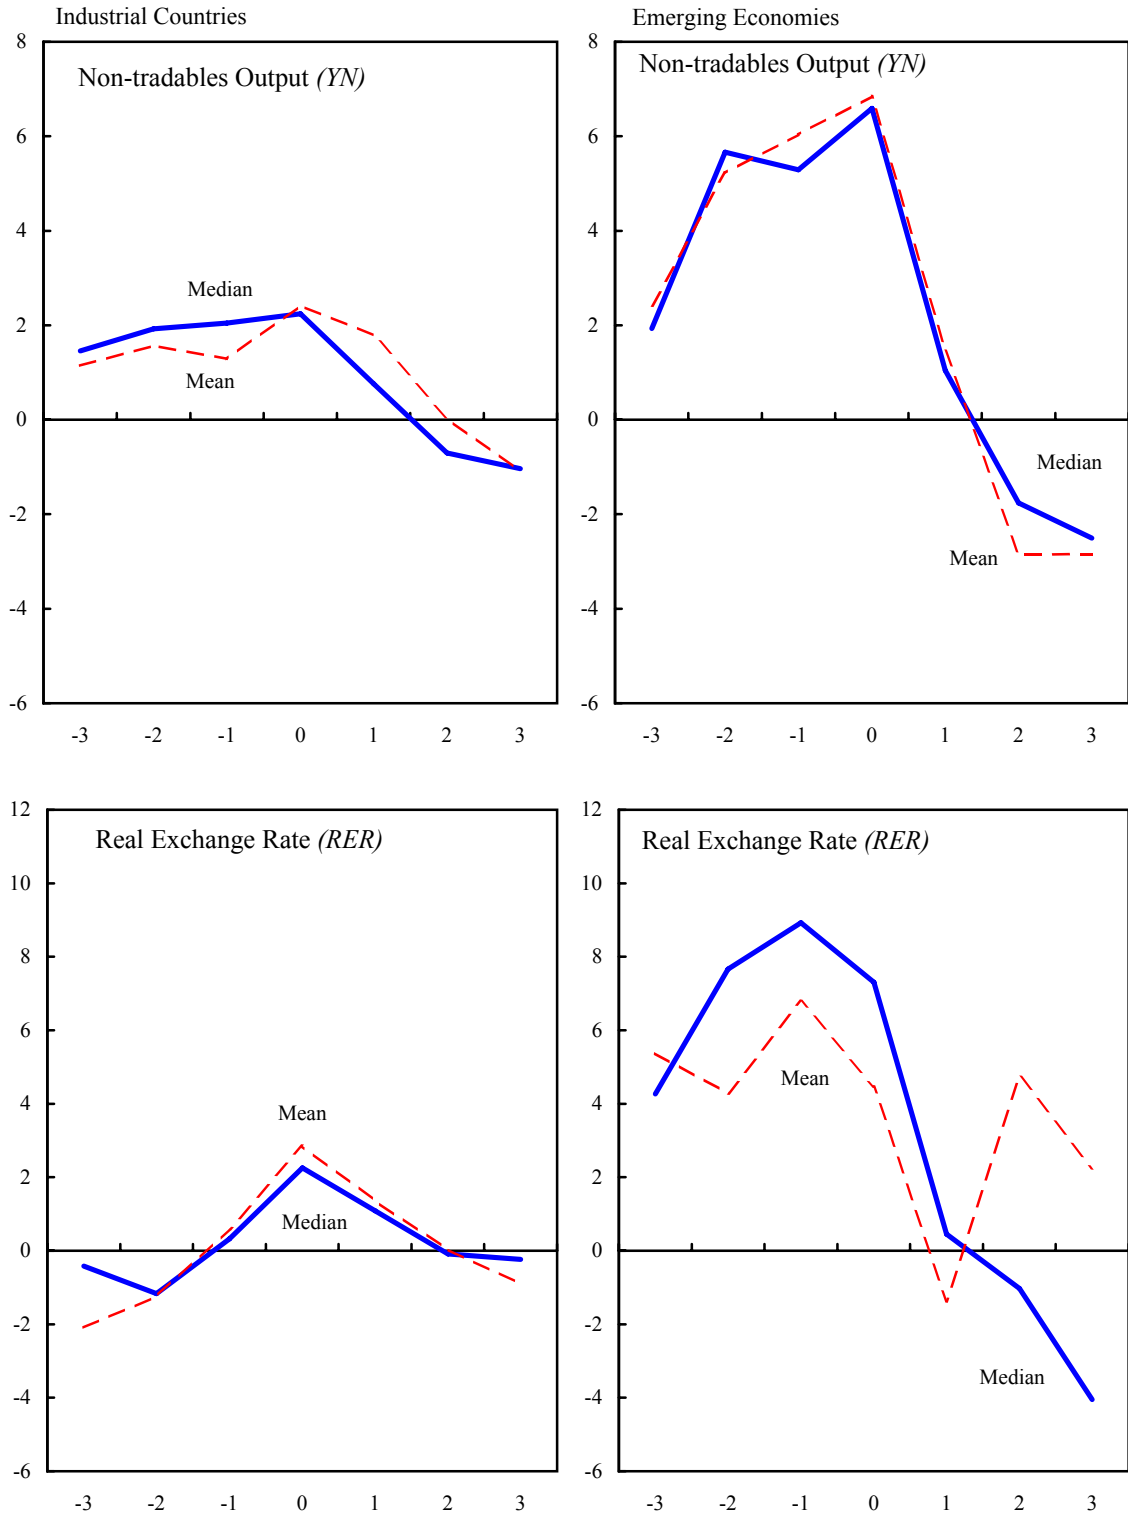 Industrial Countries
Emerging Economies
8
Non-tradables Output (YN)
6
4
Median
2
Mean
0
-2
-4
-6
-3 -2 -1 0 1 2 3
8
Non-tradables Output (YN)
6
4
2
0
Median
-2
Mean
-4
-6
-3 -2 -1 0 1 2 3
12
Real Exchange Rate (RER)
10
8
6
4
Mean
2
Median
0
-2
-4
-6
-3 -2 -1 0 1 2 3
12
Real Exchange Rate (RER)
10
8
6
Mean
4
2
0
-2
Median
-4
-6
-3 -2 -1 0 1 2 3